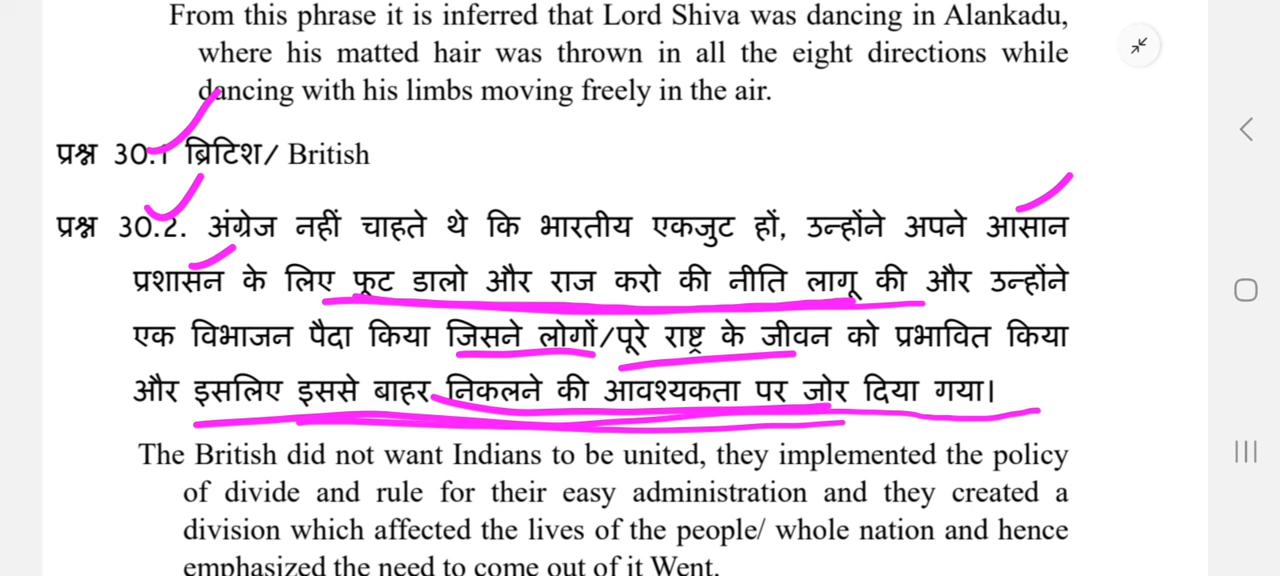 From this phrase it is inferred that Lord Shiva was dancing in Alankadu,
where his matted hair was thrown in all the eight directions while
dancing with his limbs moving freely in the air.
प्रश्न 30.1 ब्रिटिश/ British
प्रश्न 30.2. अंग्रेज नहीं चाहते थे कि भारतीय एकजुट हों, उन्होंने अपने आसान
प्रशासन के लिए फूट डालो और राज करो की नीति लागू की और उन्होंने
एक विभाजन पैदा किया जिसने लोगों/पूरे राष्ट्र के जीवन को प्रभावित किया
और इसलिए इससे बाहर निकलने की आवश्यकता पर जोर दिया गया।
The British did not want Indians to be united, they implemented the policy
of divide and rule for their easy administration and they created a
division which affected the lives of the people/ whole nation and hence
emphasized the need to come out of it Went.